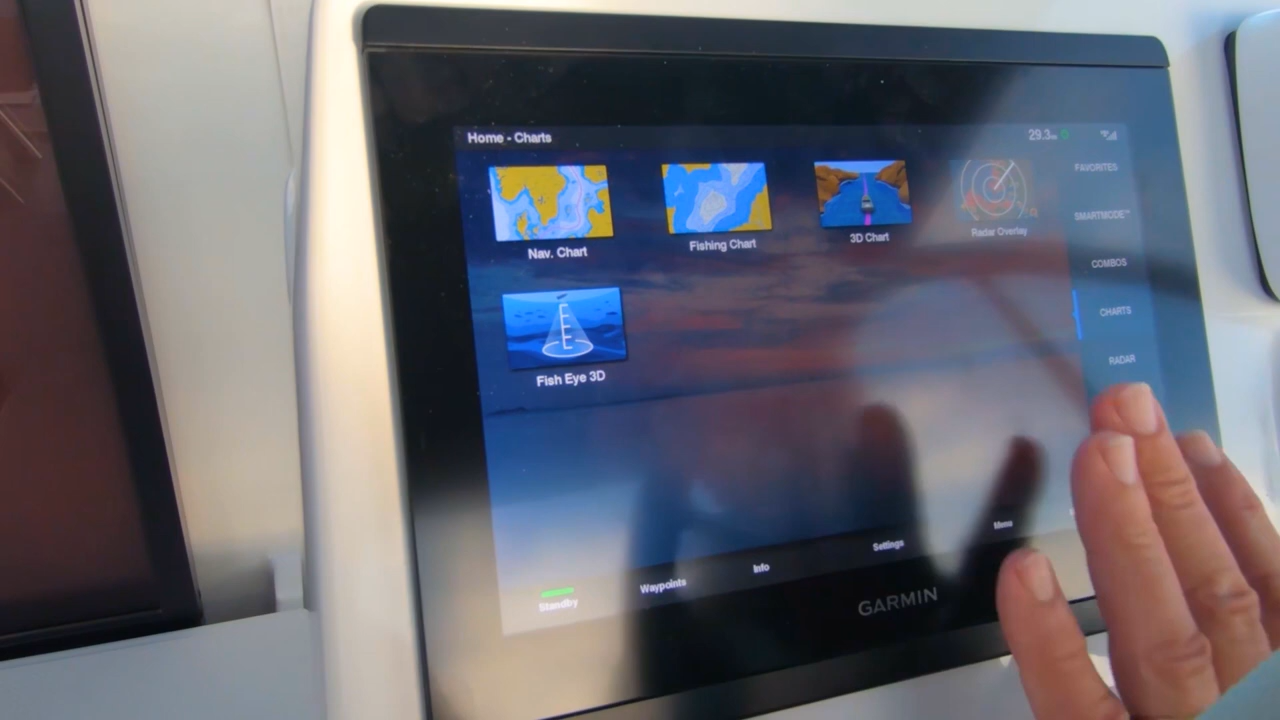 Home - Charts
29.3
Nav. Chart
Fishing Chart
3D Chart
Radar Overlay
Fish Eye 3D
FAVORITES
SMARTMODE™
COMBOS
CHARTS
RADAR
Standby
Waypoints
Info
Settings
Menu
GARMIN